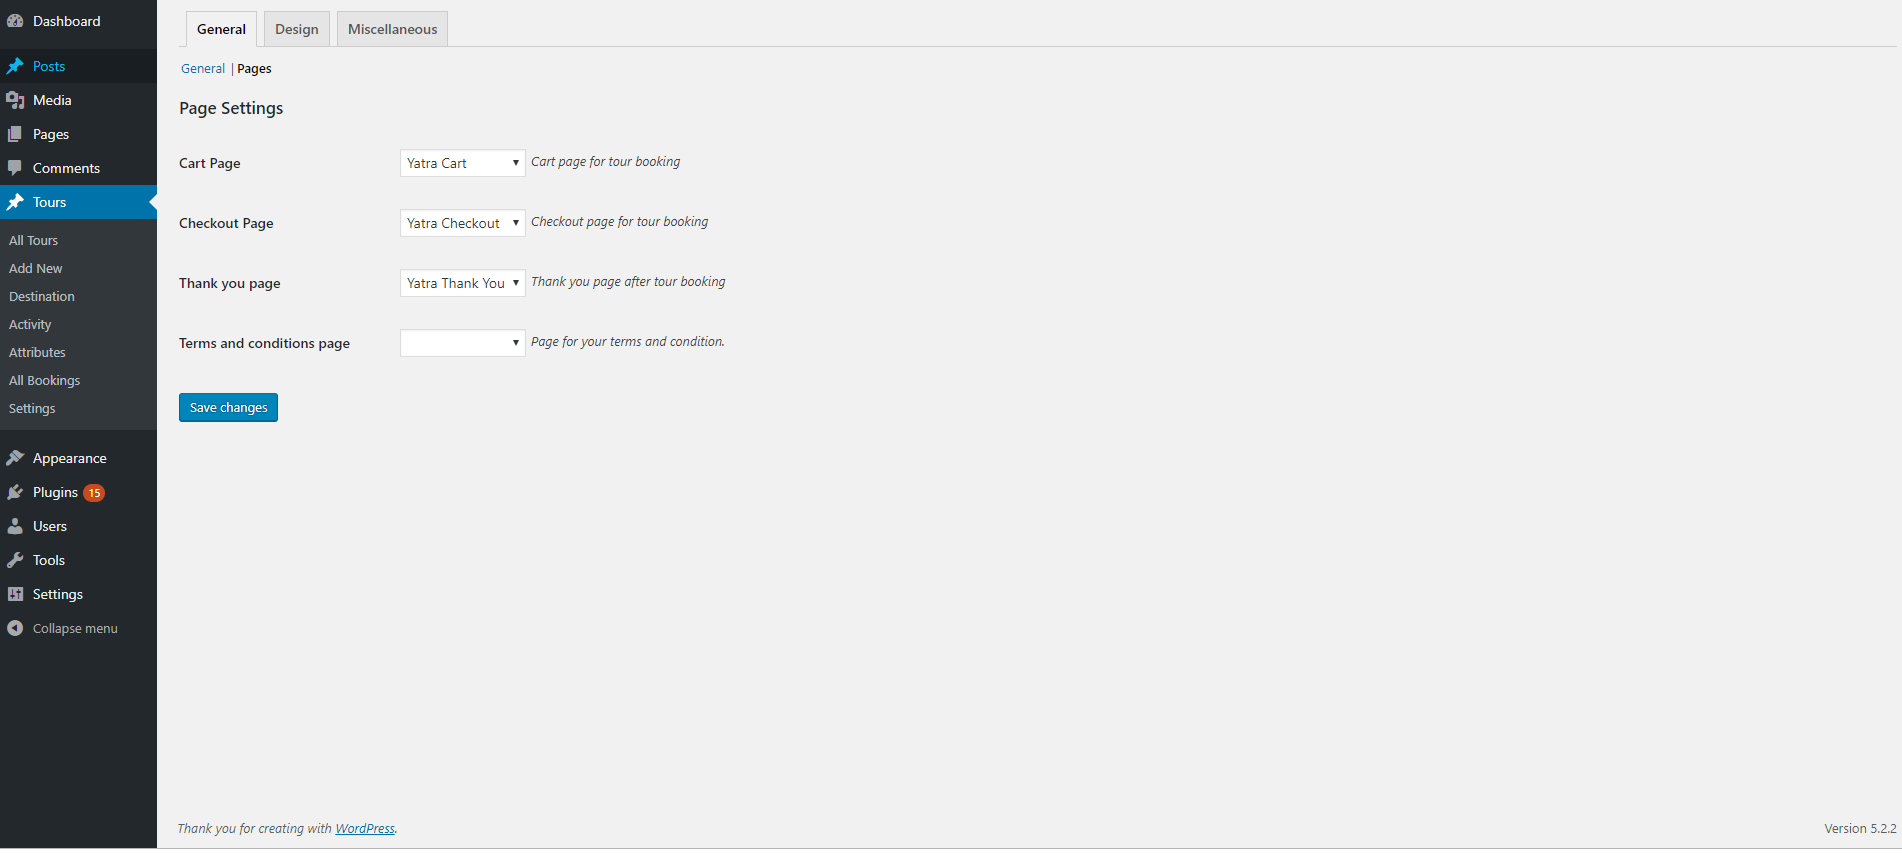 Dashboard
Posts
Media
Pages
Comments
Tours
All Tours
Add New
Destination
Activity
Attributes
All Bookings
Settings
Appearance
Plugins 15
Users
Tools
Settings
Collapse menu
General Design Miscellaneous
General | Pages
Page Settings
Cart Page Yatra Cart Cart page for tour booking
Checkout Page Yatra Checkout Checkout page for tour booking
Thank you page Yatra Thank You Thank you page after tour booking
Terms and conditions page Page for your terms and condition.
Save changes
Thank you for creating with WordPress.
Version 5.2.2